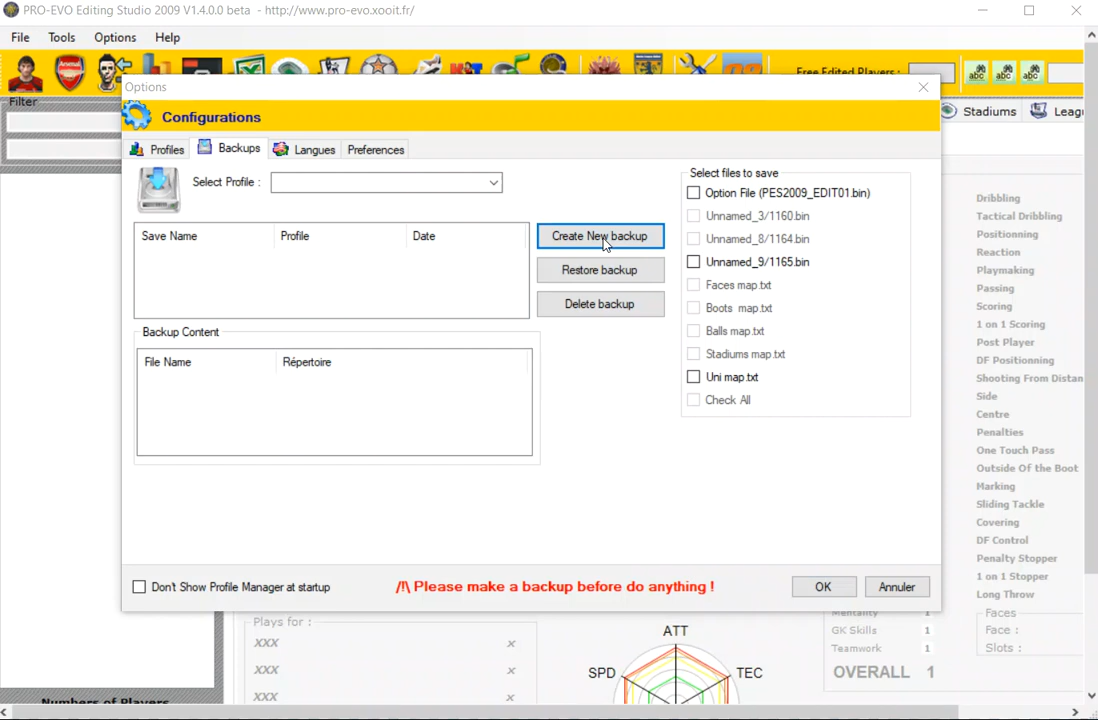 PRO-EVO Editing Studio 2009 V1.4.0.0 beta - http://www.pro-evo.xooit.fr/
File Tools Options Help
Free Edited Players :
abc abc abc
Filter
Options
Configurations
Stadiums
Profiles Backups Langues Preferences
Select Profile :
Select files to save
Option File (PES2009_EDIT01.bin)
Unnamed_3/1160.bin
Unnamed_8/1164.bin
Unnamed_9/1165.bin
Faces map.txt
Boots map.txt
Balls map.txt
Stadiums map.txt
Uni map.txt
Check All
Save Name Profile Date
Create New backup
Restore backup
Delete backup
Backup Content
File Name Répertoire
Don't Show Profile Manager at startup
/!\ Please make a backup before do anything !
OK Annuler
Dribbling
Tactical Dribbling
Positionning
Reaction
Playmaking
Passing
Scoring
1 on 1 Scoring
Post Player
DF Positionning
Shooting From Distan
Side
Centre
Penalties
One Touch Pass
Outside Of the Boot
Marking
Sliding Tackle
Covering
DF Control
Penalty Stopper
1 on 1 Stopper
Long Throw
Plays for :
XXX x
XXX x
XXX x
ATT
SPD TEC
Mentality 1
GK Skills 1
Teamwork 1
OVERALL 1
Faces
Face :
Slots :
Numbers of Players